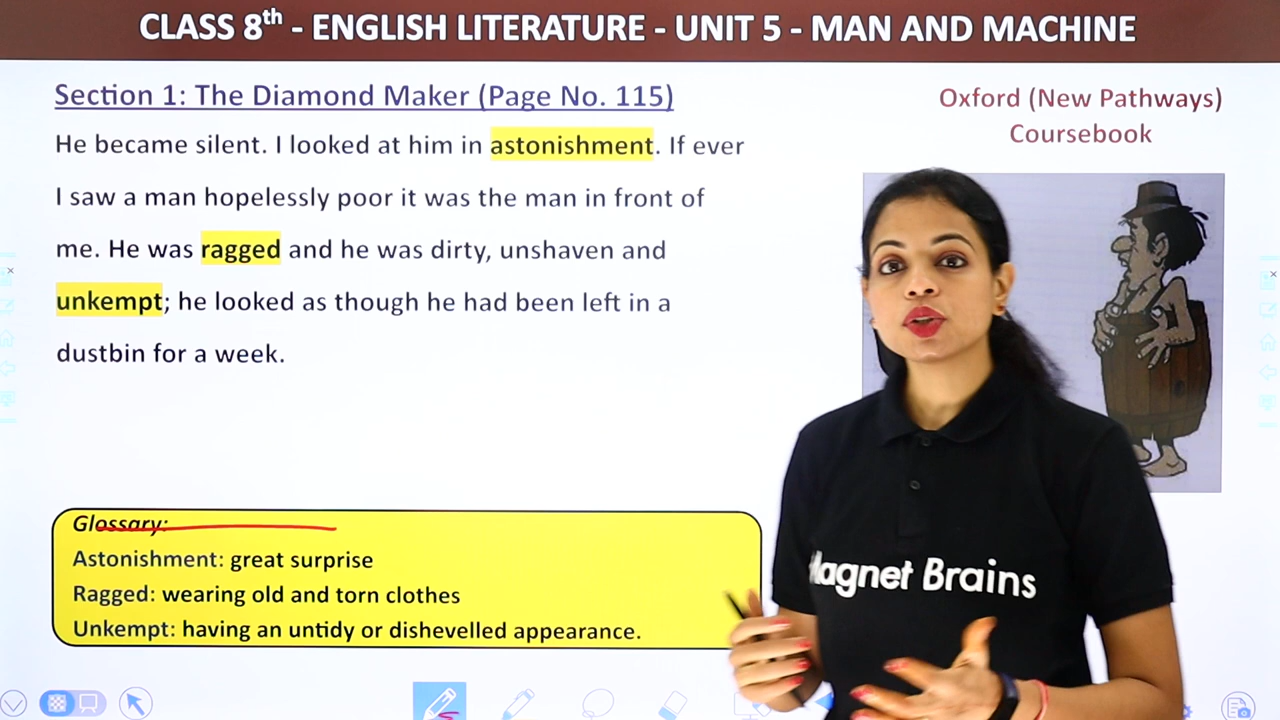 CLASS 8th - ENGLISH LITERATURE - UNIT 5 - MAN AND MACHINE
Section 1: The Diamond Maker (Page No. 115)
Oxford (New Pathways)
Coursebook
He became silent. I looked at him in astonishment. If ever
I saw a man hopelessly poor it was the man in front of
me. He was ragged and he was dirty, unshaven and
unkempt; he looked as though he had been left in a
dustbin for a week.
Glossary:
Astonishment: great surprise
Ragged: wearing old and torn clothes
Unkempt: having an untidy or dishevelled appearance.
Magnet Brains